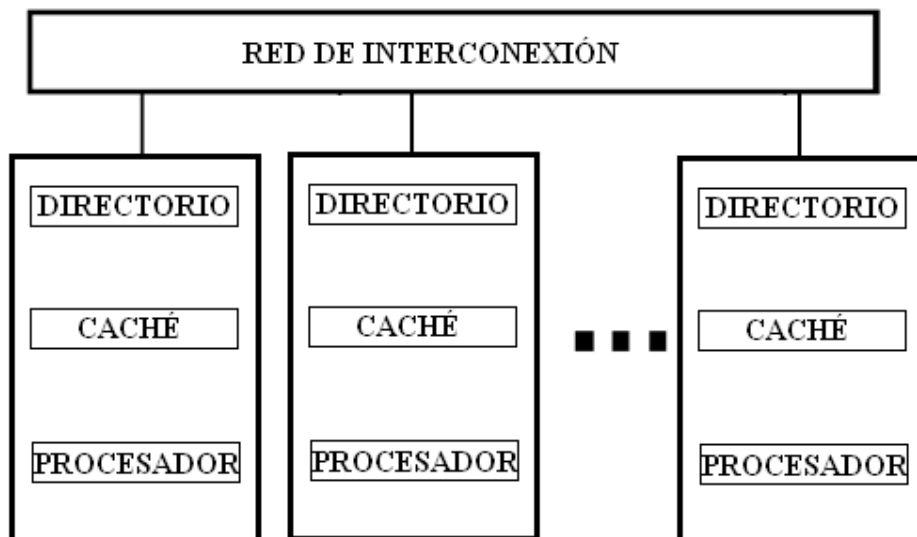 RED DE INTERCONEXIÓN
DIRECTORIO
CACHÉ
PROCESADOR
DIRECTORIO
CACHÉ
PROCESADOR
DIRECTORIO
CACHÉ
PROCESADOR